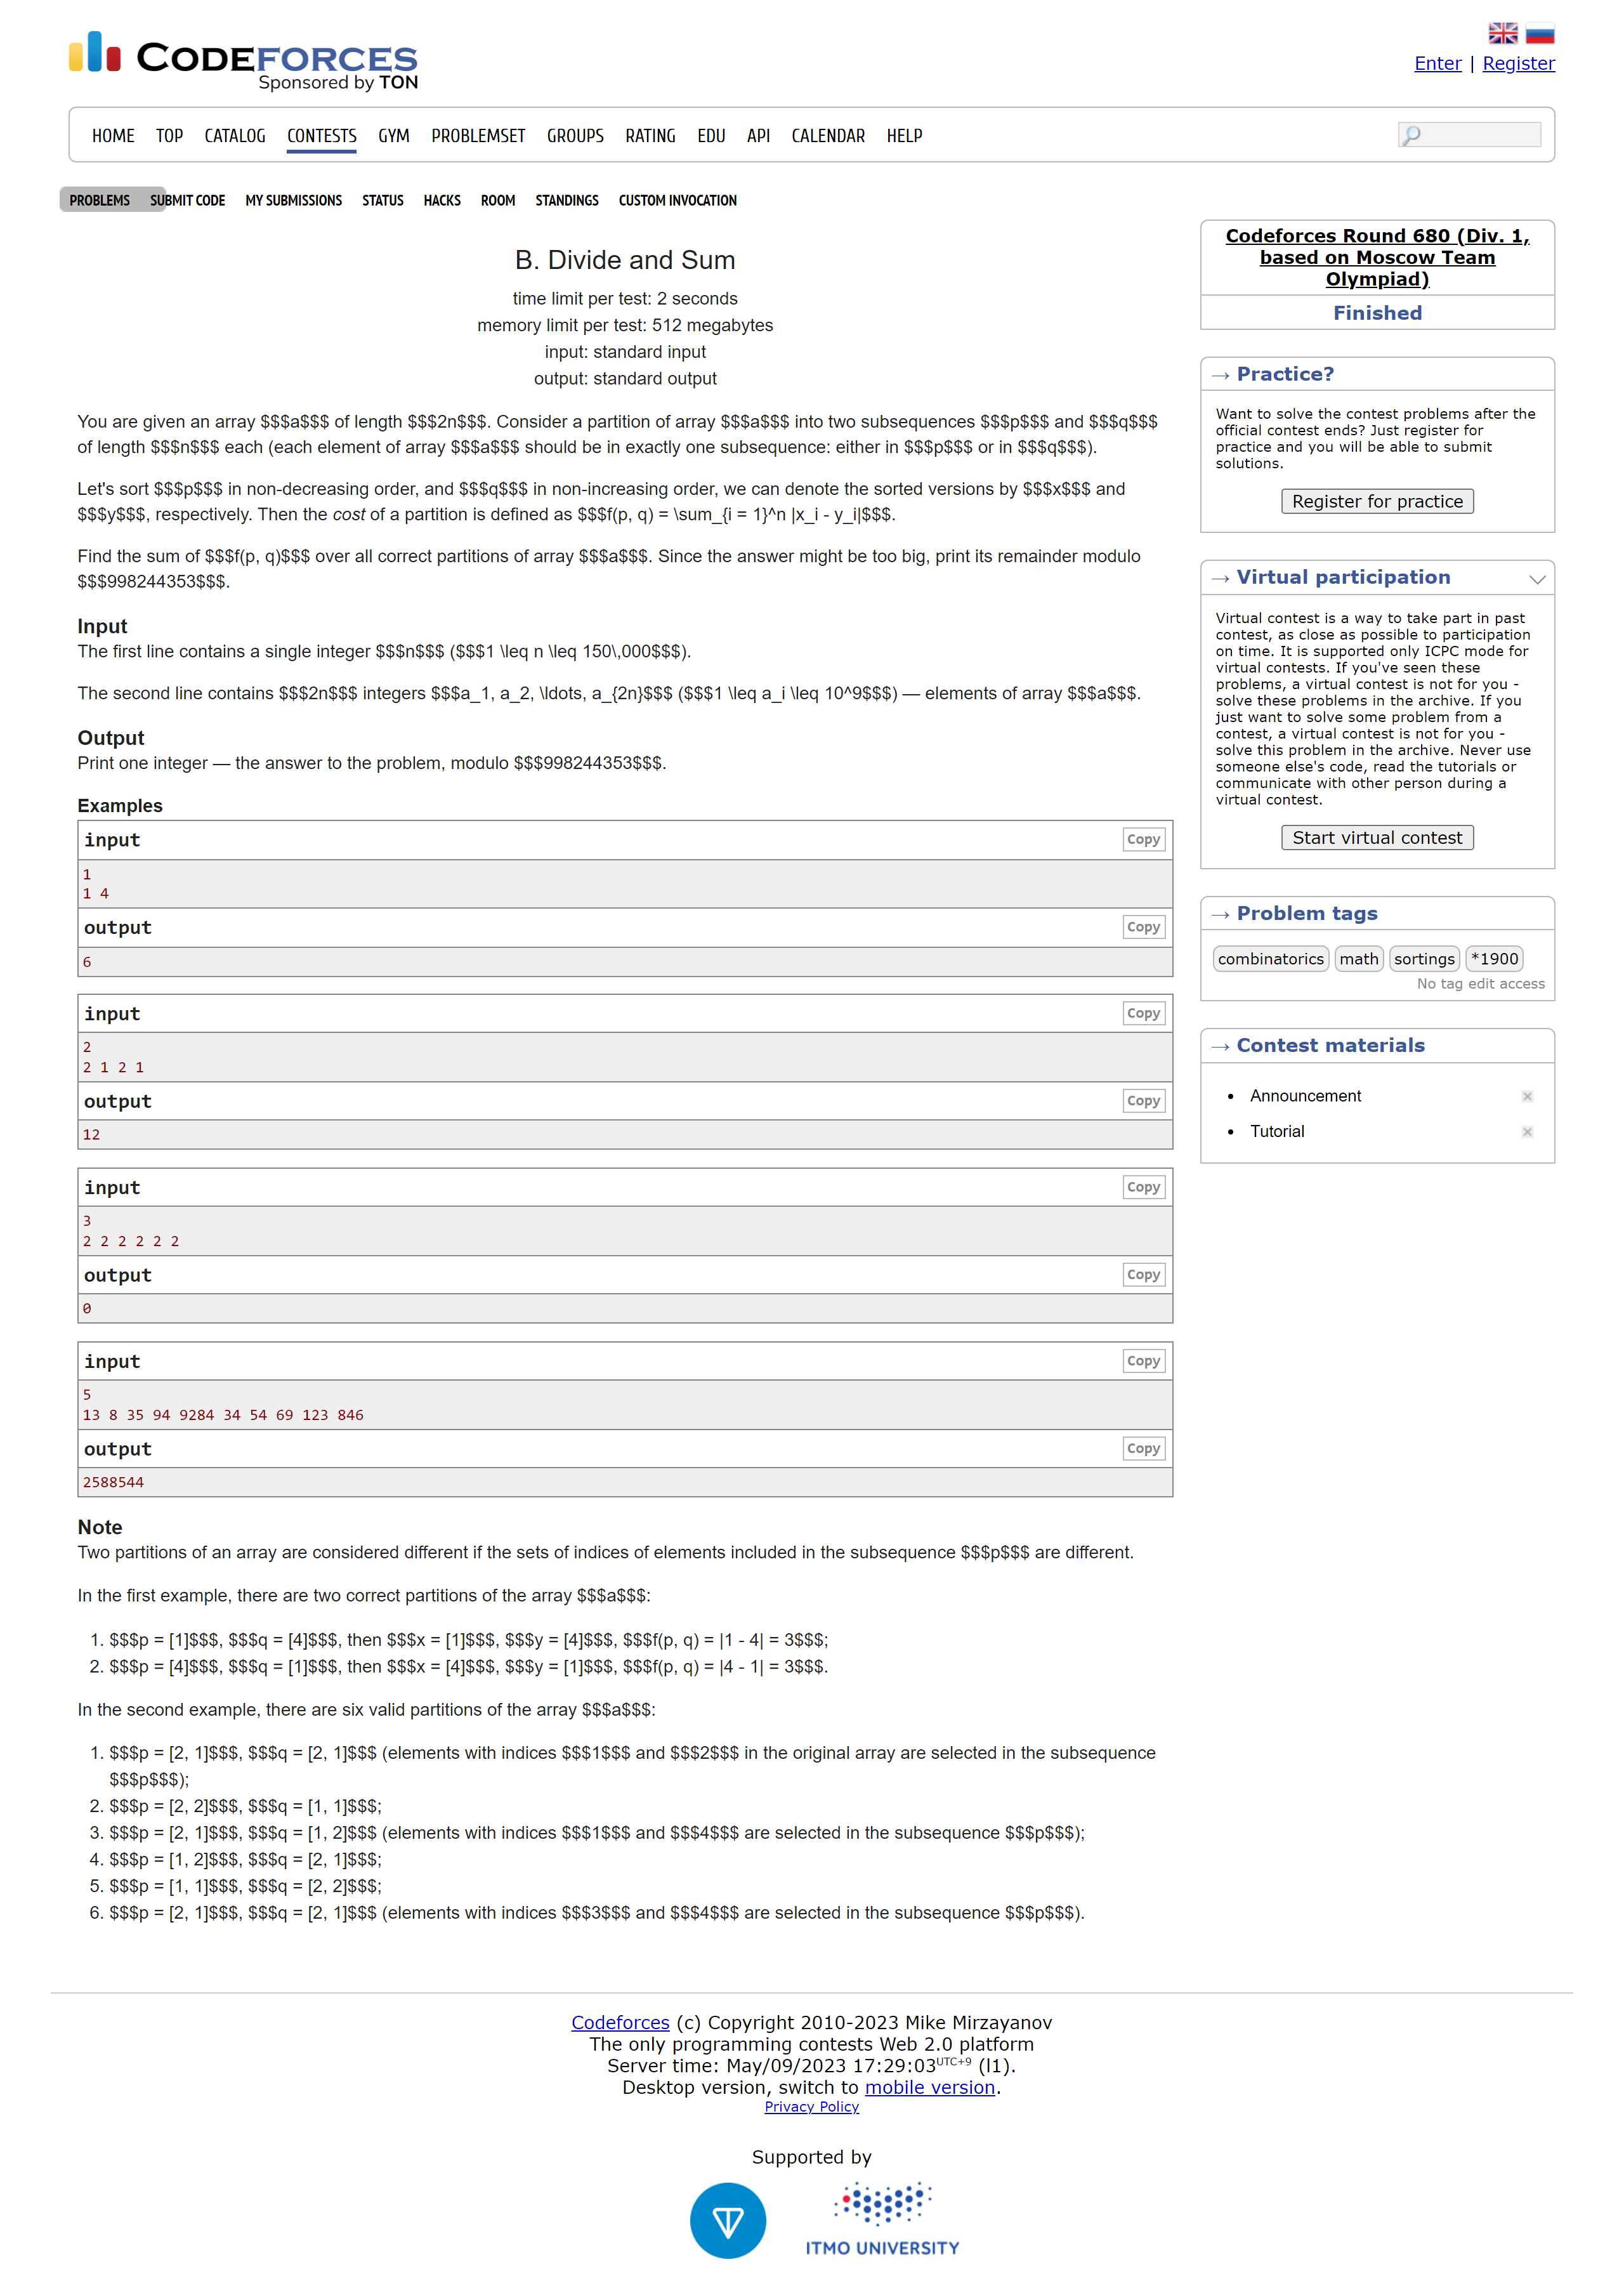 CODEFORCES
Sponsored by TON
Enter | Register
HOME TOP CATALOG CONTESTS GYM PROBLEMSET GROUPS RATING EDU API CALENDAR HELP
PROBLEMS SUBMIT CODE MY SUBMISSIONS STATUS HACKS ROOM STANDINGS CUSTOM INVOCATION
B. Divide and Sum
time limit per test: 2 seconds
memory limit per test: 512 megabytes
input: standard input
output: standard output
You are given an array $$$a$$$ of length $$$2n$$$. Consider a partition of array $$$a$$$ into two subsequences $$$p$$$ and $$$q$$$
of length $$$n$$$ each (each element of array $$$a$$$ should be in exactly one subsequence: either in $$$p$$$ or in $$$q$$$).
Let's sort $$$p$$$ in non-decreasing order, and $$$q$$$ in non-increasing order, we can denote the sorted versions by $$$x$$$ and
$$$y$$$, respectively. Then the cost of a partition is defined as $$$f(p, q) = \sum_{i = 1}^n |x_i - y_i|$$$.
Find the sum of $$$f(p, q)$$$ over all correct partitions of array $$$a$$$. Since the answer might be too big, print its remainder modulo
$$$998244353$$$.
Input
The first line contains a single integer $$$n$$$ ($$$1 \leq n \leq 150\,000$$$).
The second line contains $$$2n$$$ integers $$$a_1, a_2, \ldots, a_{2n}$$$ ($$$1 \leq a_i \leq 10^9$$$) — elements of array $$$a$$$.
Output
Print one integer — the answer to the problem, modulo $$$998244353$$$.
Examples
input
Copy
1
1 4
output
Copy
6
input
Copy
2
2 1 2 1
output
Copy
12
input
Copy
3
2 2 2 2 2 2
output
Copy
0
input
Copy
5
13 8 35 94 9284 34 54 69 123 846
output
Copy
2588544
Note
Two partitions of an array are considered different if the sets of indices of elements included in the subsequence $$$p$$$ are different.
In the first example, there are two correct partitions of the array $$$a$$$:
1. $$$p = [1]$$$, $$$q = [4]$$$, then $$$x = [1]$$$, $$$y = [4]$$$, $$$f(p, q) = |1 - 4| = 3$$$;
2. $$$p = [4]$$$, $$$q = [1]$$$, then $$$x = [4]$$$, $$$y = [1]$$$, $$$f(p, q) = |4 - 1| = 3$$$.
In the second example, there are six valid partitions of the array $$$a$$$:
1. $$$p = [2, 1]$$$, $$$q = [2, 1]$$$ (elements with indices $$$1$$$ and $$$2$$$ in the original array are selected in the subsequence
$$$p$$$);
2. $$$p = [2, 2]$$$, $$$q = [1, 1]$$$;
3. $$$p = [2, 1]$$$, $$$q = [1, 2]$$$ (elements with indices $$$1$$$ and $$$4$$$ are selected in the subsequence $$$p$$$);
4. $$$p = [1, 2]$$$, $$$q = [2, 1]$$$;
5. $$$p = [1, 1]$$$, $$$q = [2, 2]$$$;
6. $$$p = [2, 1]$$$, $$$q = [2, 1]$$$ (elements with indices $$$3$$$ and $$$4$$$ are selected in the subsequence $$$p$$$).
Codeforces Round 680 (Div. 1,
based on Moscow Team
Olympiad)
Finished
→ Practice?
Want to solve the contest problems after the
official contest ends? Just register for
practice and you will be able to submit
solutions.
Register for practice
→ Virtual participation
Virtual contest is a way to take part in past
contest, as close as possible to participation
on time. It is supported only ICPC mode for
virtual contests. If you've seen these
problems, a virtual contest is not for you -
solve these problems in the archive. If you
just want to solve some problem from a
contest, a virtual contest is not for you -
solve this problem in the archive. Never use
someone else's code, read the tutorials or
communicate with other person during a
virtual contest.
Start virtual contest
→ Problem tags
combinatorics math sortings *1900
No tag edit access
→ Contest materials
• Announcement
• Tutorial
Codeforces (c) Copyright 2010-2023 Mike Mirzayanov
The only programming contests Web 2.0 platform
Server time: May/09/2023 17:29:03 UTC+9 (l1).
Desktop version, switch to mobile version.
Privacy Policy
Supported by
ITMO UNIVERSITY